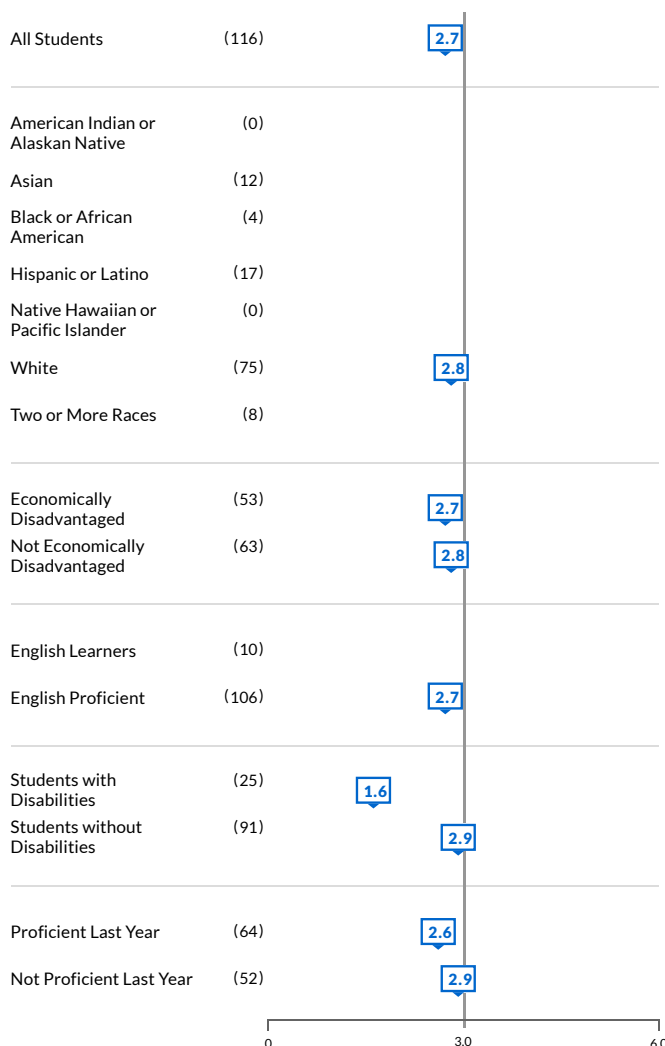 All Students (116) 2.7
American Indian or (0)
Alaskan Native
Asian (12)
Black or African (4)
American
Hispanic or Latino (17)
Native Hawaiian or (0)
Pacific Islander
White (75) 2.8
Two or More Races (8)
Economically (53) 2.7
Disadvantaged
Not Economically (63) 2.8
Disadvantaged
English Learners (10)
English Proficient (106) 2.7
Students with (25) 1.6
Disabilities
Students without (91) 2.9
Disabilities
Proficient Last Year (64) 2.6
Not Proficient Last Year (52) 2.9
0 3.0 6.0